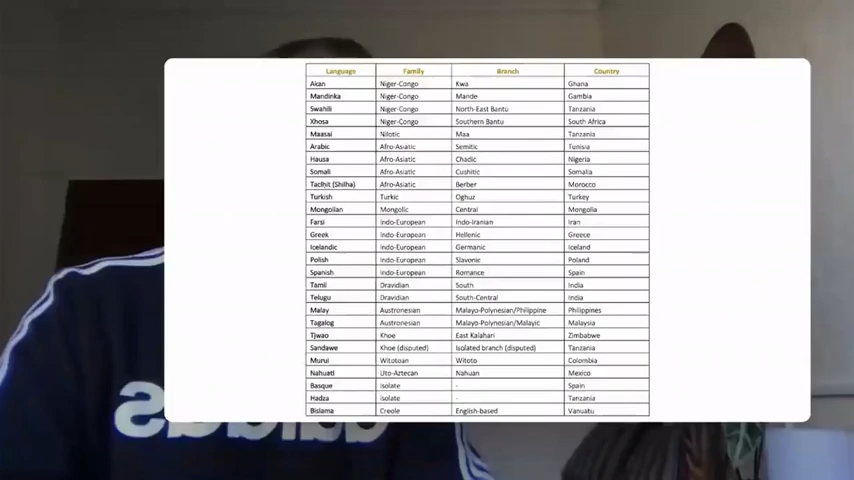 Language Family Branch Country
Akan Niger-Congo Kwa Ghana
Mandinka Niger-Congo Mande Gambia
Swahili Niger-Congo North-East Bantu Tanzania
Xhosa Niger-Congo Southern Bantu South Africa
Maasai Nilotic Maa Tanzania
Arabic Afro-Asiatic Semitic Tunisia
Hausa Afro-Asiatic Chadic Nigeria
Somali Afro-Asiatic Cushitic Somalia
Taclhit (Shilha) Afro-Asiatic Berber Morocco
Turkish Turkic Oghuz Turkey
Mongolian Mongolic Central Mongolia
Farsi Indo-European Indo-Iranian Iran
Greek Indo-European Hellenic Greece
Icelandic Indo-European Germanic Iceland
Polish Indo-European Slavonic Poland
Spanish Indo-European Romance Spain
Tamil Dravidian South India
Telugu Dravidian South-Central India
Malay Austronesian Malayo-Polynesian/Philippine Philippines
Tagalog Austronesian Malayo-Polynesian/Malayic Malaysia
Tjwao Khoe East Kalahari Zimbabwe
Sandawe Khoe (disputed) Isolated branch (disputed) Tanzania
Murui Witotoan Witoto Colombia
Nahuatl Uto-Aztecan Nahuan Mexico
Basque Isolate - Spain
Hadza Isolate - Tanzania
Bislama Creole English-based Vanuatu
adidas